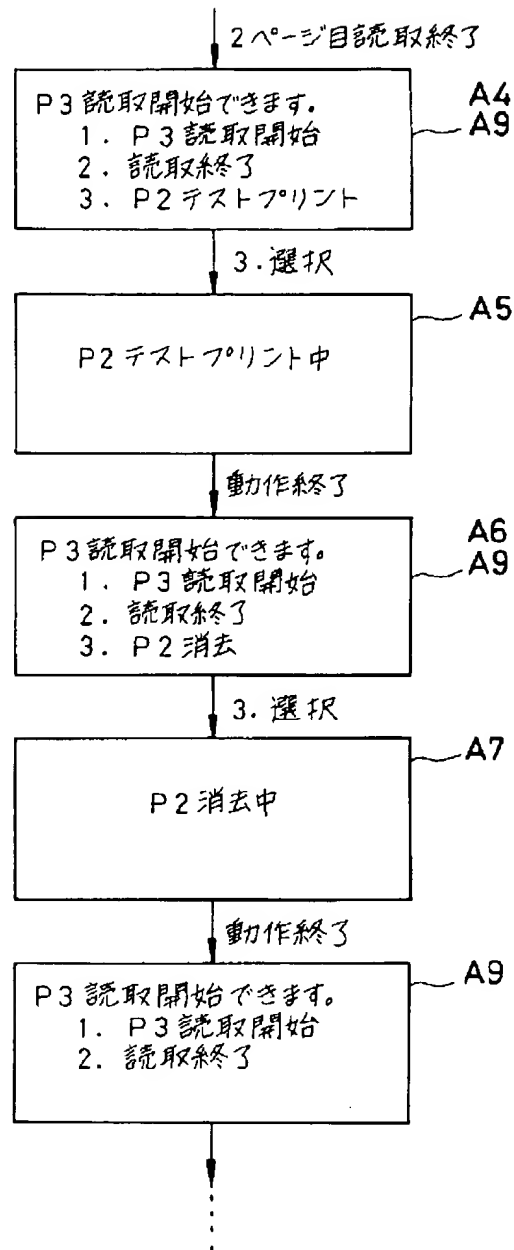 2ページ目読取終了
P3読取開始できます。
1. P3読取開始
2. 読取終了
3. P2テストプリント
A4
A9
3.選択
P2テストプリント中
A5
動作終了
P3読取開始できます。
1. P3読取開始
2. 読取終了
3. P2消去
A6
A9
3.選択
P2消去中
A7
動作終了
P3読取開始できます。
1. P3読取開始
2. 読取終了
A9